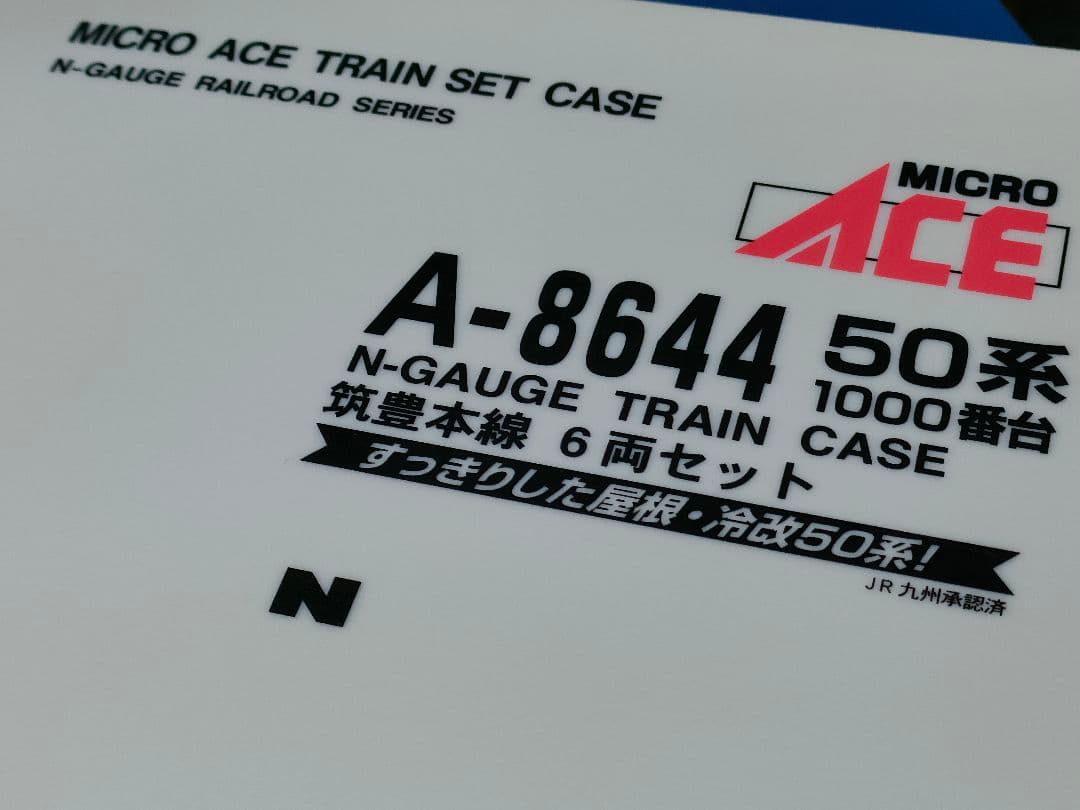 MICRO ACE TRAIN SET CASE
N-GAUGE RAILROAD SERIES
MICRO
ACE
A-8644 50系
1000番台
N-GAUGE TRAIN CASE
筑豊本線 6両セット
すっきりした屋根・冷改50系!
JR九州承認済
N